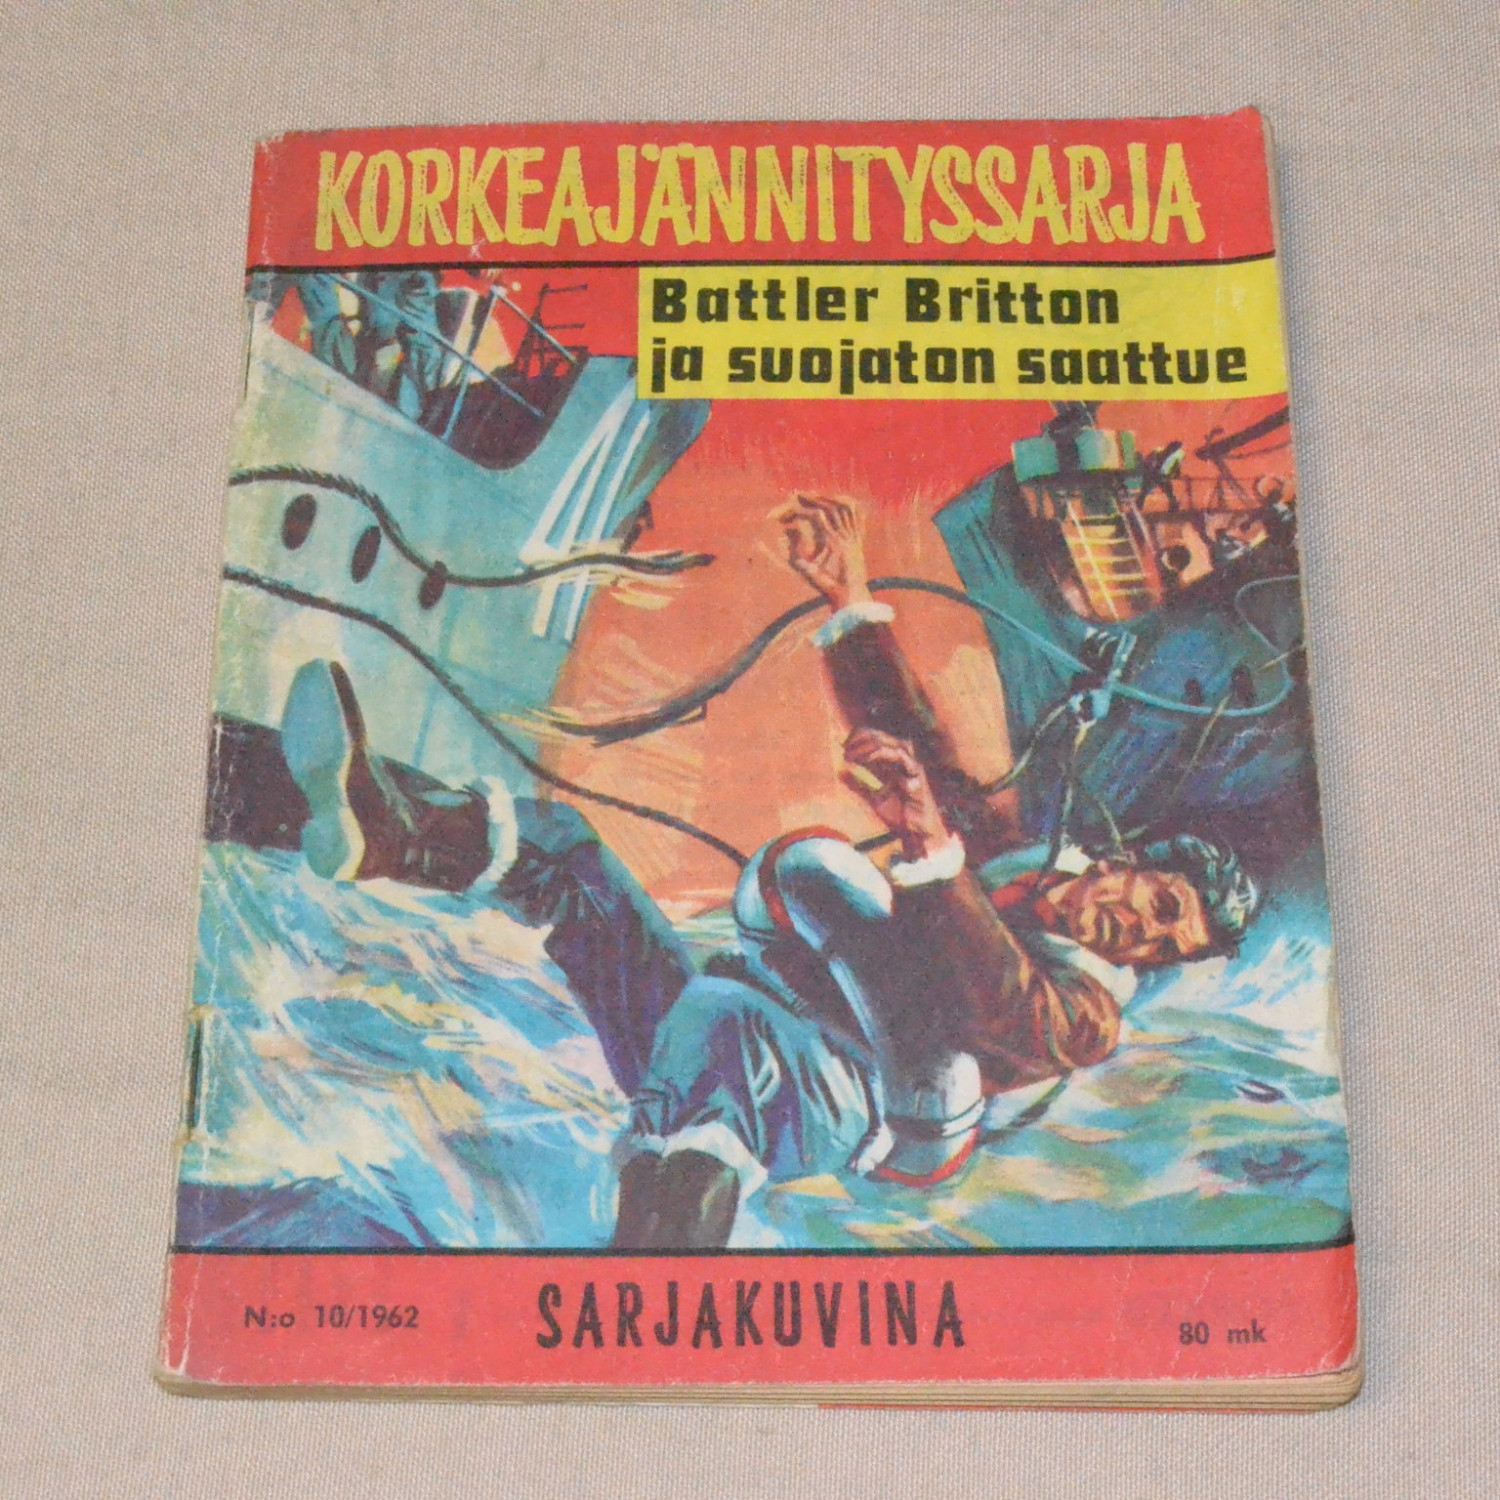 KORKEAJÄNNITYSSARJA
Battler Britton
ja suojaton saattue
N:o 10/1962
SARJAKUVINA
80 mk